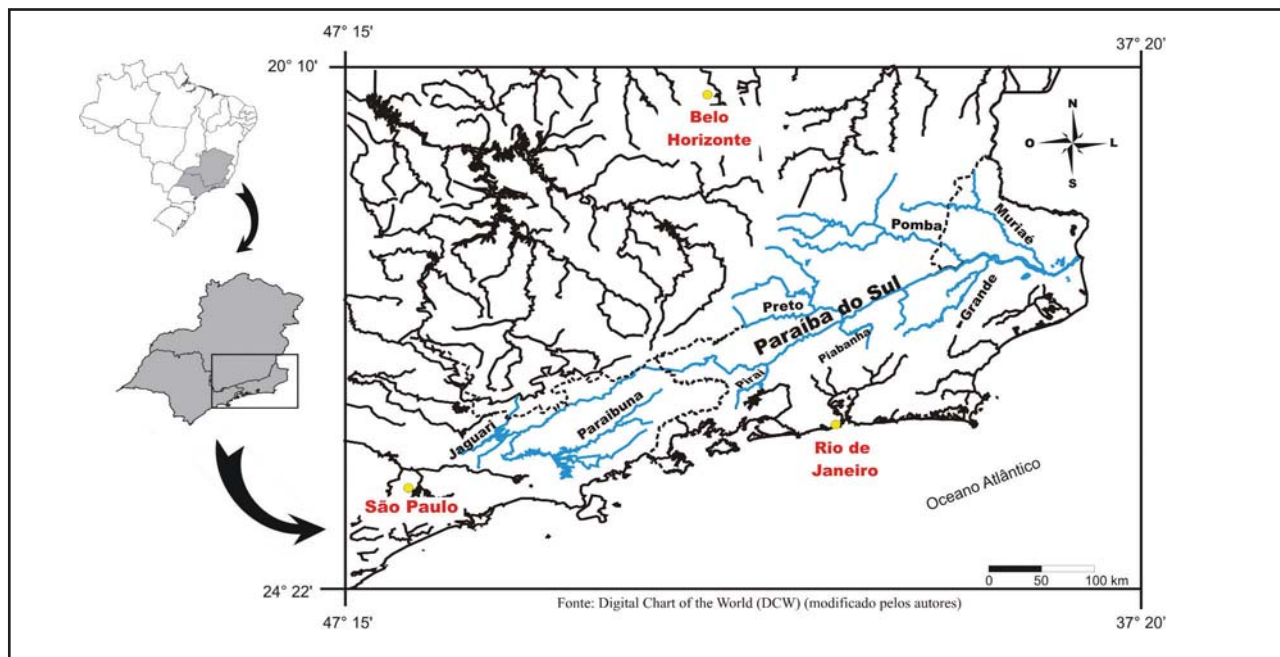 47° 15'
37° 20'
20° 10'
Belo
Horizonte
N
O
L
S
Muriaé
Pomba
Grande
Preto
Paraíba do Sul
Piabanha
Pirai
Paraibuna
Jaguari
Rio de
Janeiro
São Paulo
Oceano Atlântico
0 50 100 km
24° 22'
Fonte: Digital Chart of the World (DCW) (modificado pelos autores)
47° 15'
37° 20'